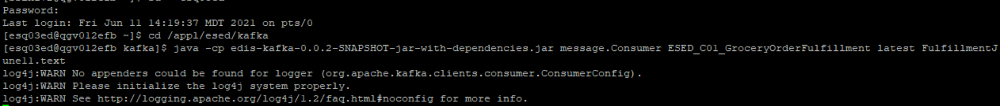 Password:
Last login: Fri Jun 11 14:19:37 MDT 2021 on pts/0
[esq03ed@qgv012efb ~]$ cd /appl/esed/kafka
[esq03ed@qgv012efb kafka]$ java -cp edis-kafka-0.0.2-SNAPSHOT-jar-with-dependencies.jar message.Consumer ESED_C01_GroceryOrderFulfillment latest FulfillmentJ
une11.text
log4j:WARN No appenders could be found for logger (org.apache.kafka.clients.consumer.ConsumerConfig).
log4j:WARN Please initialize the log4j system properly.
log4j:WARN See http://logging.apache.org/log4j/1.2/faq.html#noconfig for more info.